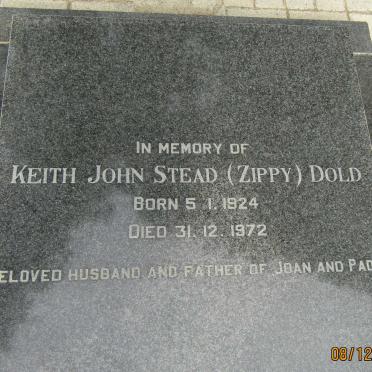 IN MEMORY OF
KEITH JOHN STEAD (ZIPPY) DOLD
BORN 5. 1. 1924
DIED 31. 12. 1972
ELOVED HUSBAND AND FATHER OF JOAN AND
08/12